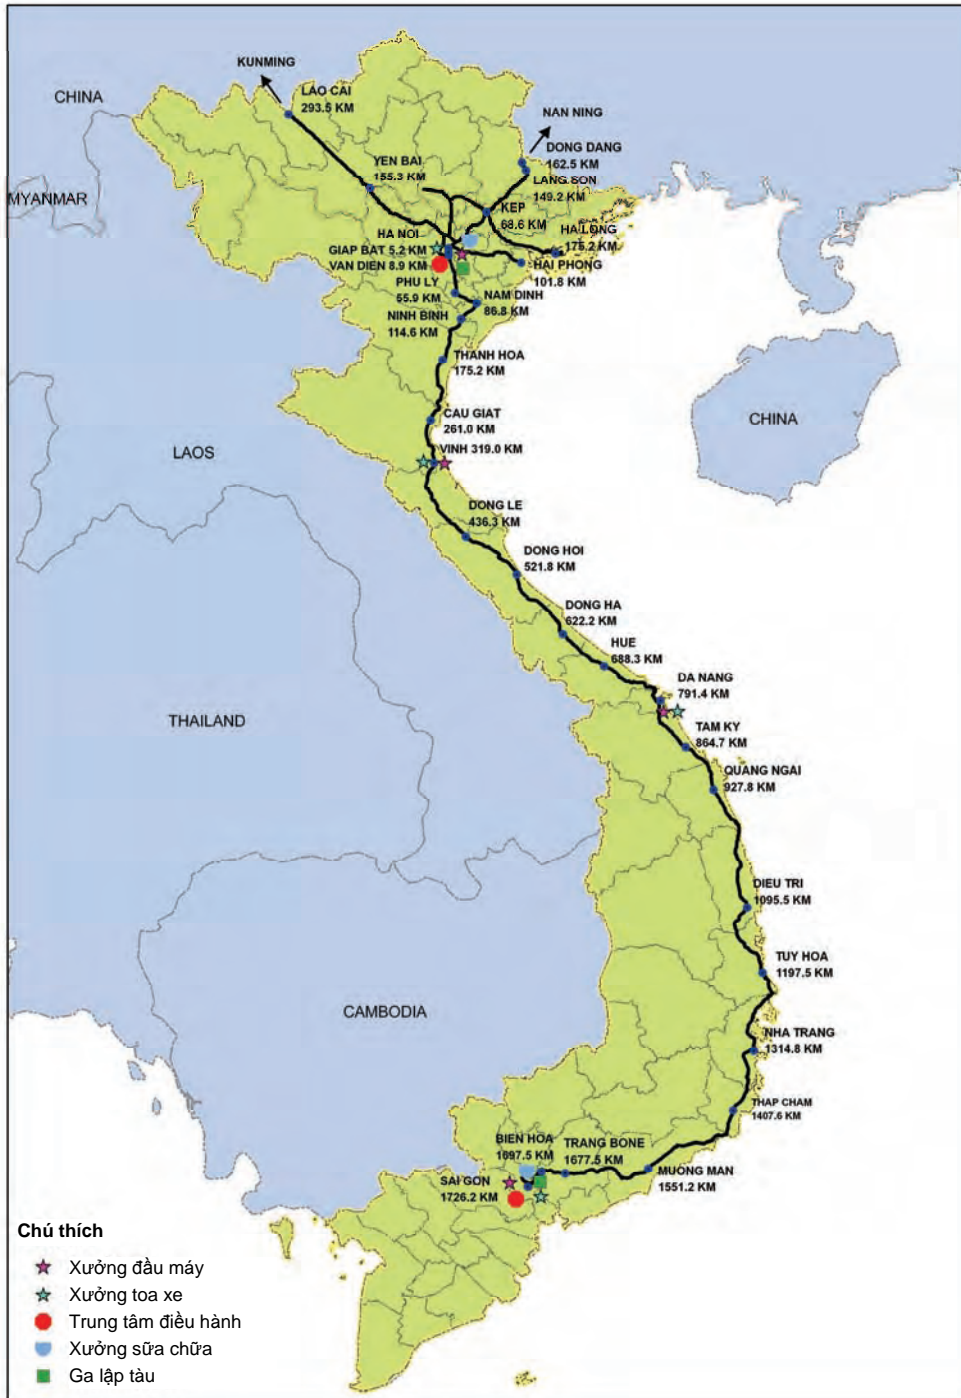 KUNMING
CHINA
LAO CAI
293.5 KM
NAN NING
DONG DANG
162.5 KM
LANG SON
149.2 KM
YEN BAI
155.3 KM
MYANMAR
KEP
68.6 KM
HA LONG
175.2 KM
HA NOI
GIAP BAT 5.2 KM
VAN DIEN 8.9 KM
HAI PHONG
101.8 KM
PHU LY
55.9 KM
NAM DINH
86.8 KM
NINH BINH
114.6 KM
THANH HOA
175.2 KM
CAU GIAT
261.0 KM
CHINA
LAOS
VINH 319.0 KM
DONG LE
436.3 KM
DONG HOI
521.8 KM
DONG HA
622.2 KM
HUE
688.3 KM
DA NANG
791.4 KM
THAILAND
TAM KY
864.7 KM
QUANG NGAI
927.8 KM
DIEU TRI
1095.5 KM
TUY HOA
1197.5 KM
CAMBODIA
NHA TRANG
1314.8 KM
THAP CHAM
1407.6 KM
BIEN HOA
1697.5 KM
TRANG BONE
1677.5 KM
MUONG MAN
1551.2 KM
SAI GON
1726.2 KM
Chú thích
Xưởng đầu máy
Xưởng toa xe
Trung tâm điều hành
Xưởng sữa chữa
Ga lập tàu